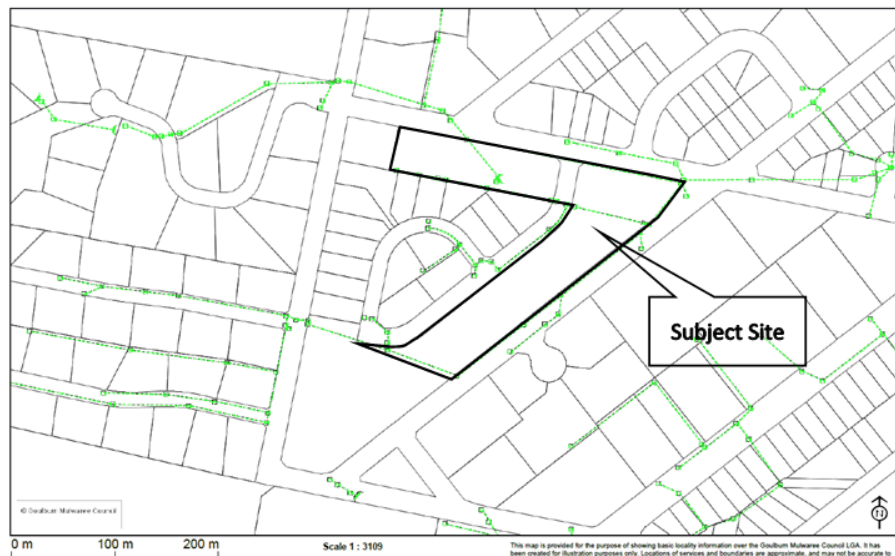 Subject Site
© Goulburn Mulwaree Council
0 m 100 m 200 m
Scale 1 : 3109
This map is provided for the purpose of showing basic locality information over the Goulburn Mulwaree Council LGA. It has
been created for illustration purposes only. Locations of services and boundaries are approximate, and may not be accurate to